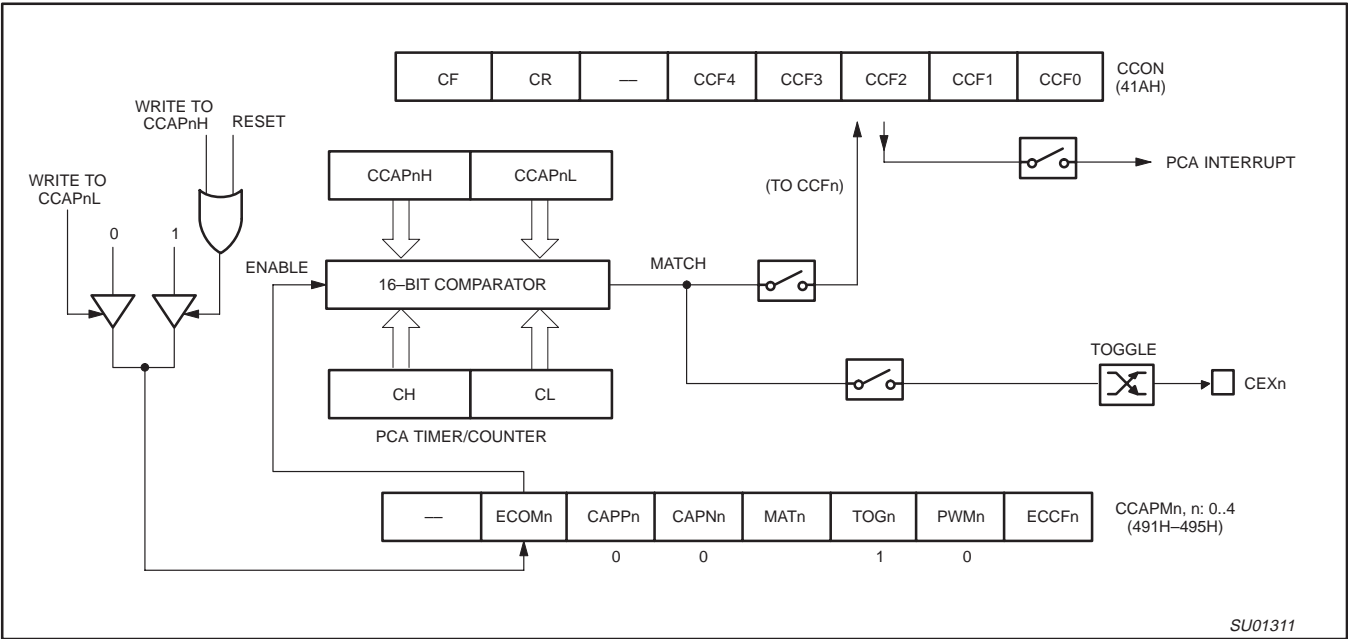 CF CR — CCF4 CCF3 CCF2 CCF1 CCF0
CCON
(41AH)
WRITE TO
CCAPnH
RESET
WRITE TO
CCAPnL
0 1
CCAPnH CCAPnL
(TO CCFn)
PCA INTERRUPT
ENABLE
16–BIT COMPARATOR
MATCH
TOGGLE
CEXn
CH CL
PCA TIMER/COUNTER
— ECOMn CAPPn CAPNn MATn TOGn PWMn ECCFn
CCAPMn, n: 0..4
(491H–495H)
0 0 1 0
SU01311